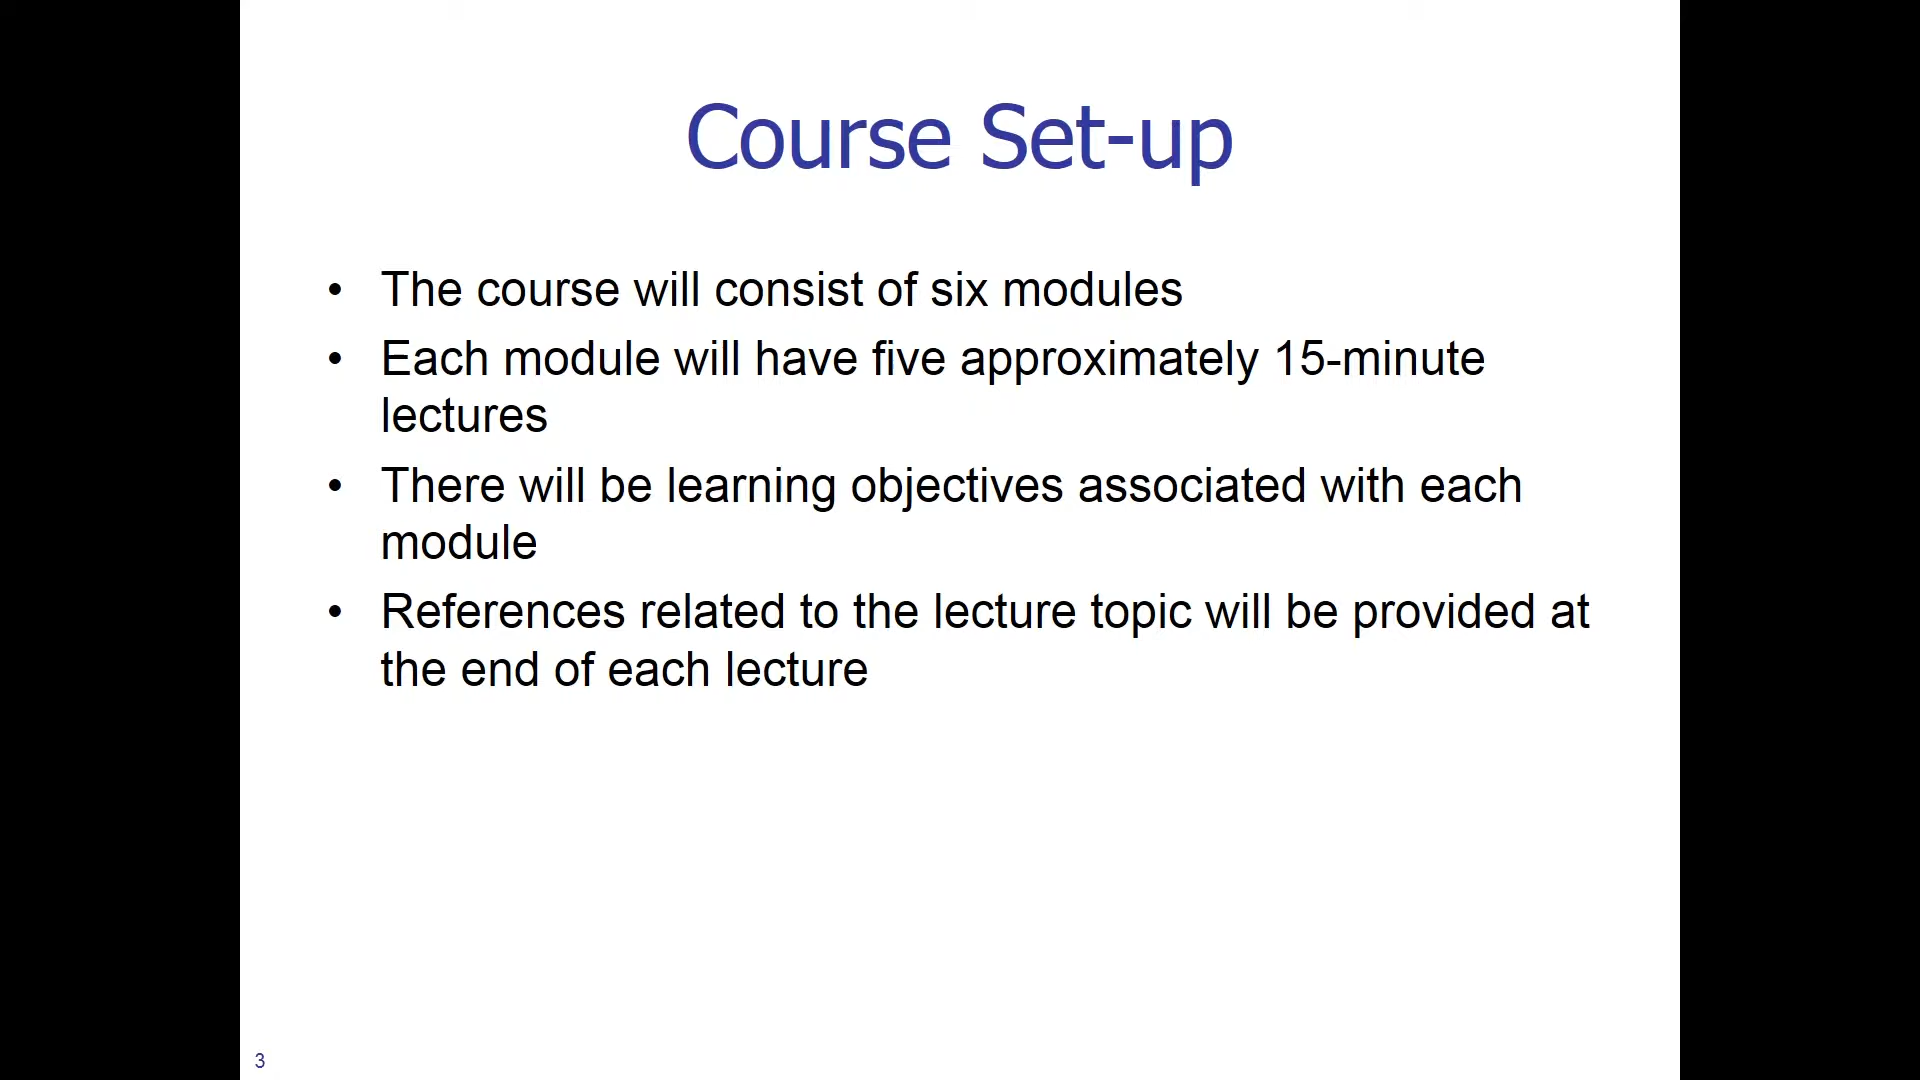 Course Set-up
• The course will consist of six modules
• Each module will have five approximately 15-minute
lectures
• There will be learning objectives associated with each
module
• References related to the lecture topic will be provided at
the end of each lecture
3